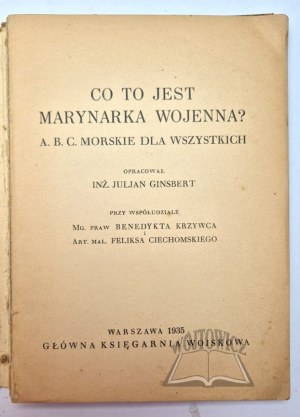 CO TO JEST
MARYNARKA WOJENNA?
A. B. C. MORSKIE DLA WSZYSTKICH
OPRACOWAŁ
INŻ. JULJAN GINSBERT
PRZY WSPÓŁUDZIALE
MG. PRAW BENEDYKTA KRZYWCA
I
ART. MAL. FELIKSA CIECHOMSKIEGO
WARSZAWA 1935
GŁÓWNA KSIĘGARNIA WOJSKOWA
WÓJTOWICZ